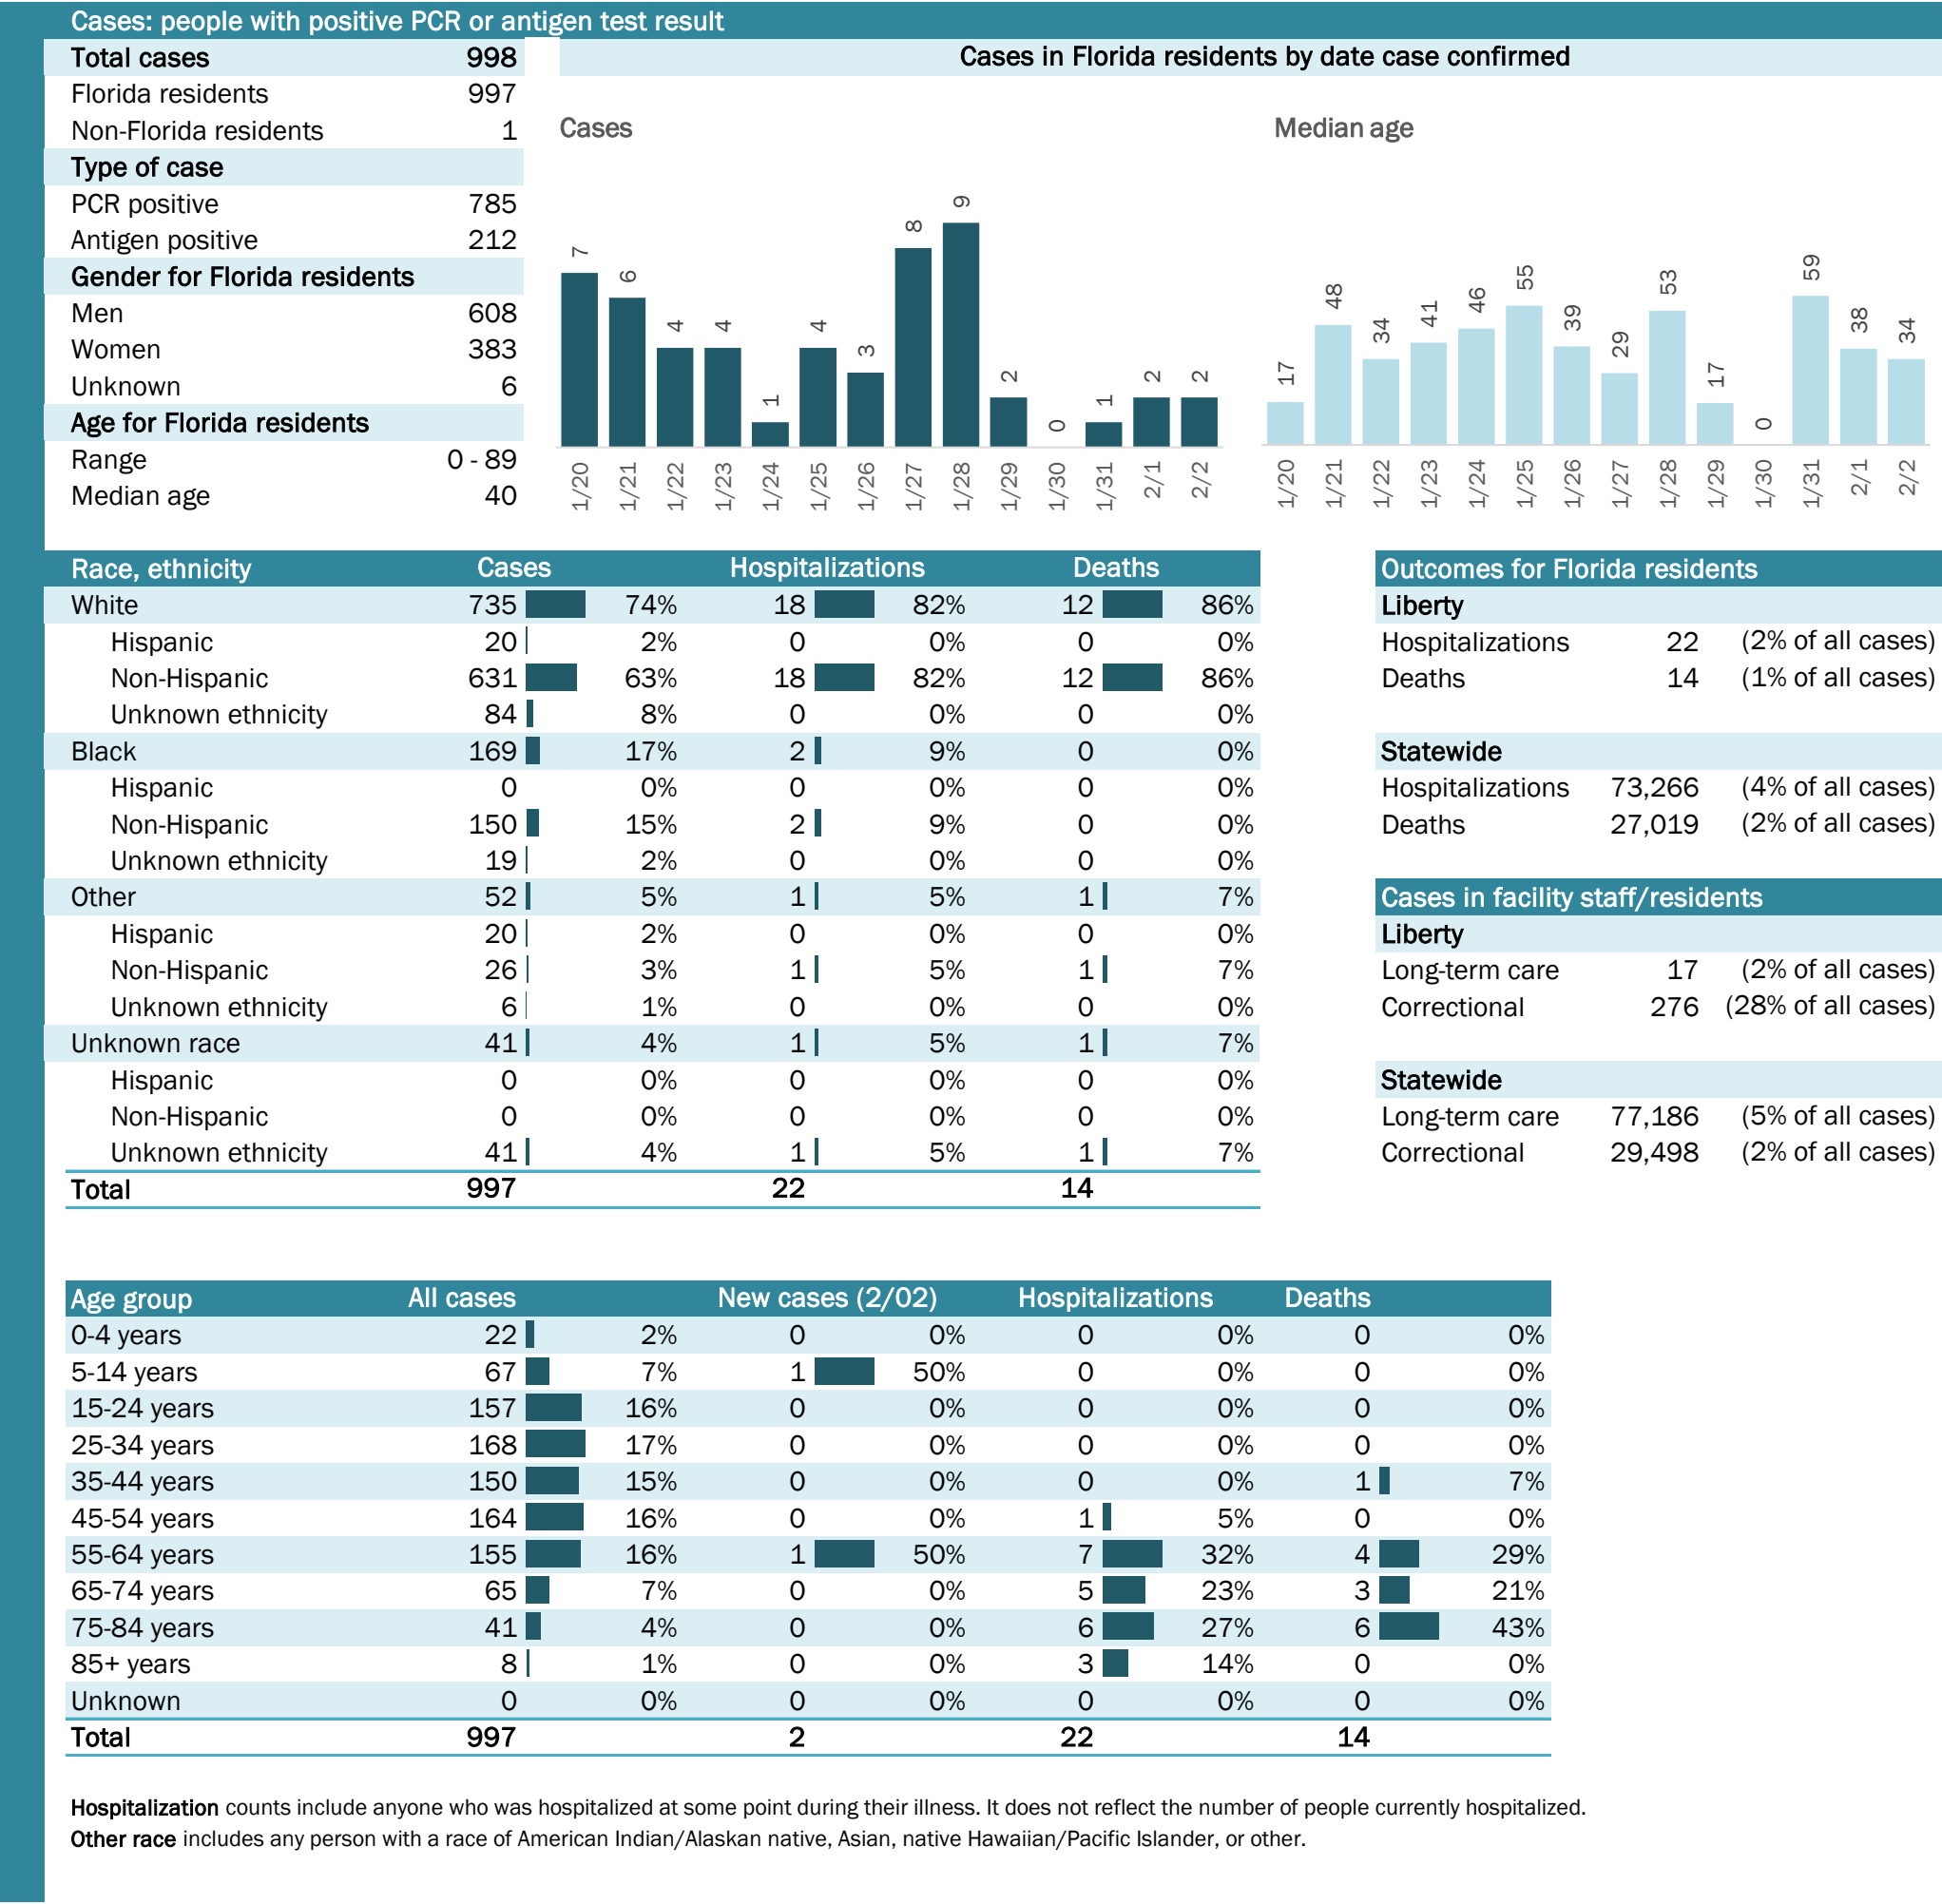 Cases: people with positive PCR or antigen test result
Total cases 998
Florida residents 997
Non-Florida residents 1
Type of case
PCR positive 785
Antigen positive 212
Gender for Florida residents
Men 608
Women 383
Unknown 6
Age for Florida residents
Range 0 - 89
Median age 40
Cases in Florida residents by date case confirmed
Cases
7 6 4 4 1 4 3 8 9 2 0 1 2 2
1/20 1/21 1/22 1/23 1/24 1/25 1/26 1/27 1/28 1/29 1/30 1/31 2/1 2/2
Median age
17 48 34 41 46 55 39 29 53 17 0 59 38 34
1/20 1/21 1/22 1/23 1/24 1/25 1/26 1/27 1/28 1/29 1/30 1/31 2/1 2/2
Race, ethnicity Cases Hospitalizations Deaths
White 735 74% 18 82% 12 86%
Hispanic 20 2% 0 0% 0 0%
Non-Hispanic 631 63% 18 82% 12 86%
Unknown ethnicity 84 8% 0 0% 0 0%
Black 169 17% 2 9% 0 0%
Hispanic 0 0% 0 0% 0 0%
Non-Hispanic 150 15% 2 9% 0 0%
Unknown ethnicity 19 2% 0 0% 0 0%
Other 52 5% 1 5% 1 7%
Hispanic 20 2% 0 0% 0 0%
Non-Hispanic 26 3% 1 5% 1 7%
Unknown ethnicity 6 1% 0 0% 0 0%
Unknown race 41 4% 1 5% 1 7%
Hispanic 0 0% 0 0% 0 0%
Non-Hispanic 0 0% 0 0% 0 0%
Unknown ethnicity 41 4% 1 5% 1 7%
Total 997 22 14
Outcomes for Florida residents
Liberty
Hospitalizations 22 (2% of all cases)
Deaths 14 (1% of all cases)
Statewide
Hospitalizations 73,266 (4% of all cases)
Deaths 27,019 (2% of all cases)
Cases in facility staff/residents
Liberty
Long-term care 17 (2% of all cases)
Correctional 276 (28% of all cases)
Statewide
Long-term care 77,186 (5% of all cases)
Correctional 29,498 (2% of all cases)
Age group All cases New cases (2/02) Hospitalizations Deaths
0-4 years 22 2% 0 0% 0 0% 0 0%
5-14 years 67 7% 1 50% 0 0% 0 0%
15-24 years 157 16% 0 0% 0 0% 0 0%
25-34 years 168 17% 0 0% 0 0% 0 0%
35-44 years 150 15% 0 0% 0 0% 1 7%
45-54 years 164 16% 0 0% 1 5% 0 0%
55-64 years 155 16% 1 50% 7 32% 4 29%
65-74 years 65 7% 0 0% 5 23% 3 21%
75-84 years 41 4% 0 0% 6 27% 6 43%
85+ years 8 1% 0 0% 3 14% 0 0%
Unknown 0 0% 0 0% 0 0% 0 0%
Total 997 2 22 14
Hospitalization counts include anyone who was hospitalized at some point during their illness. It does not reflect the number of people currently hospitalized.
Other race includes any person with a race of American Indian/Alaskan native, Asian, native Hawaiian/Pacific Islander, or other.